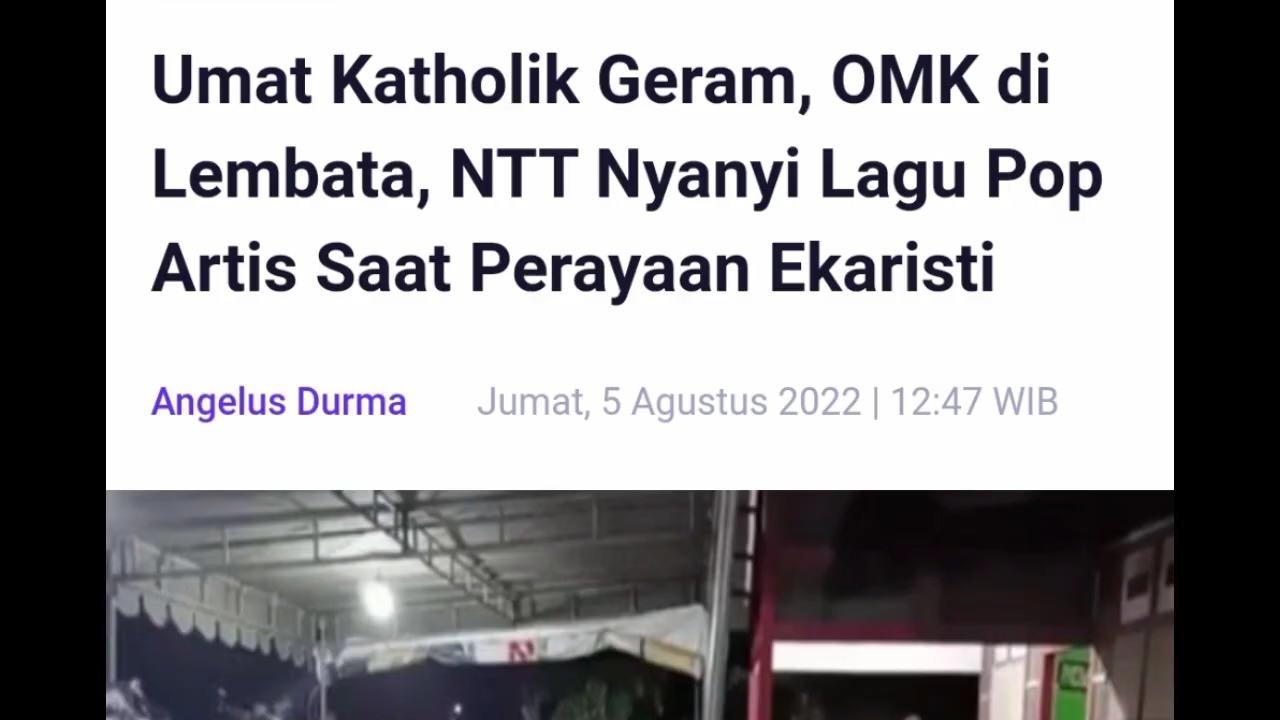 Umat Katholik Geram, OMK di
Lembata, NTT Nyanyi Lagu Pop
Artis Saat Perayaan Ekaristi
Angelus Durma Jumat, 5 Agustus 2022 | 12:47 WIB